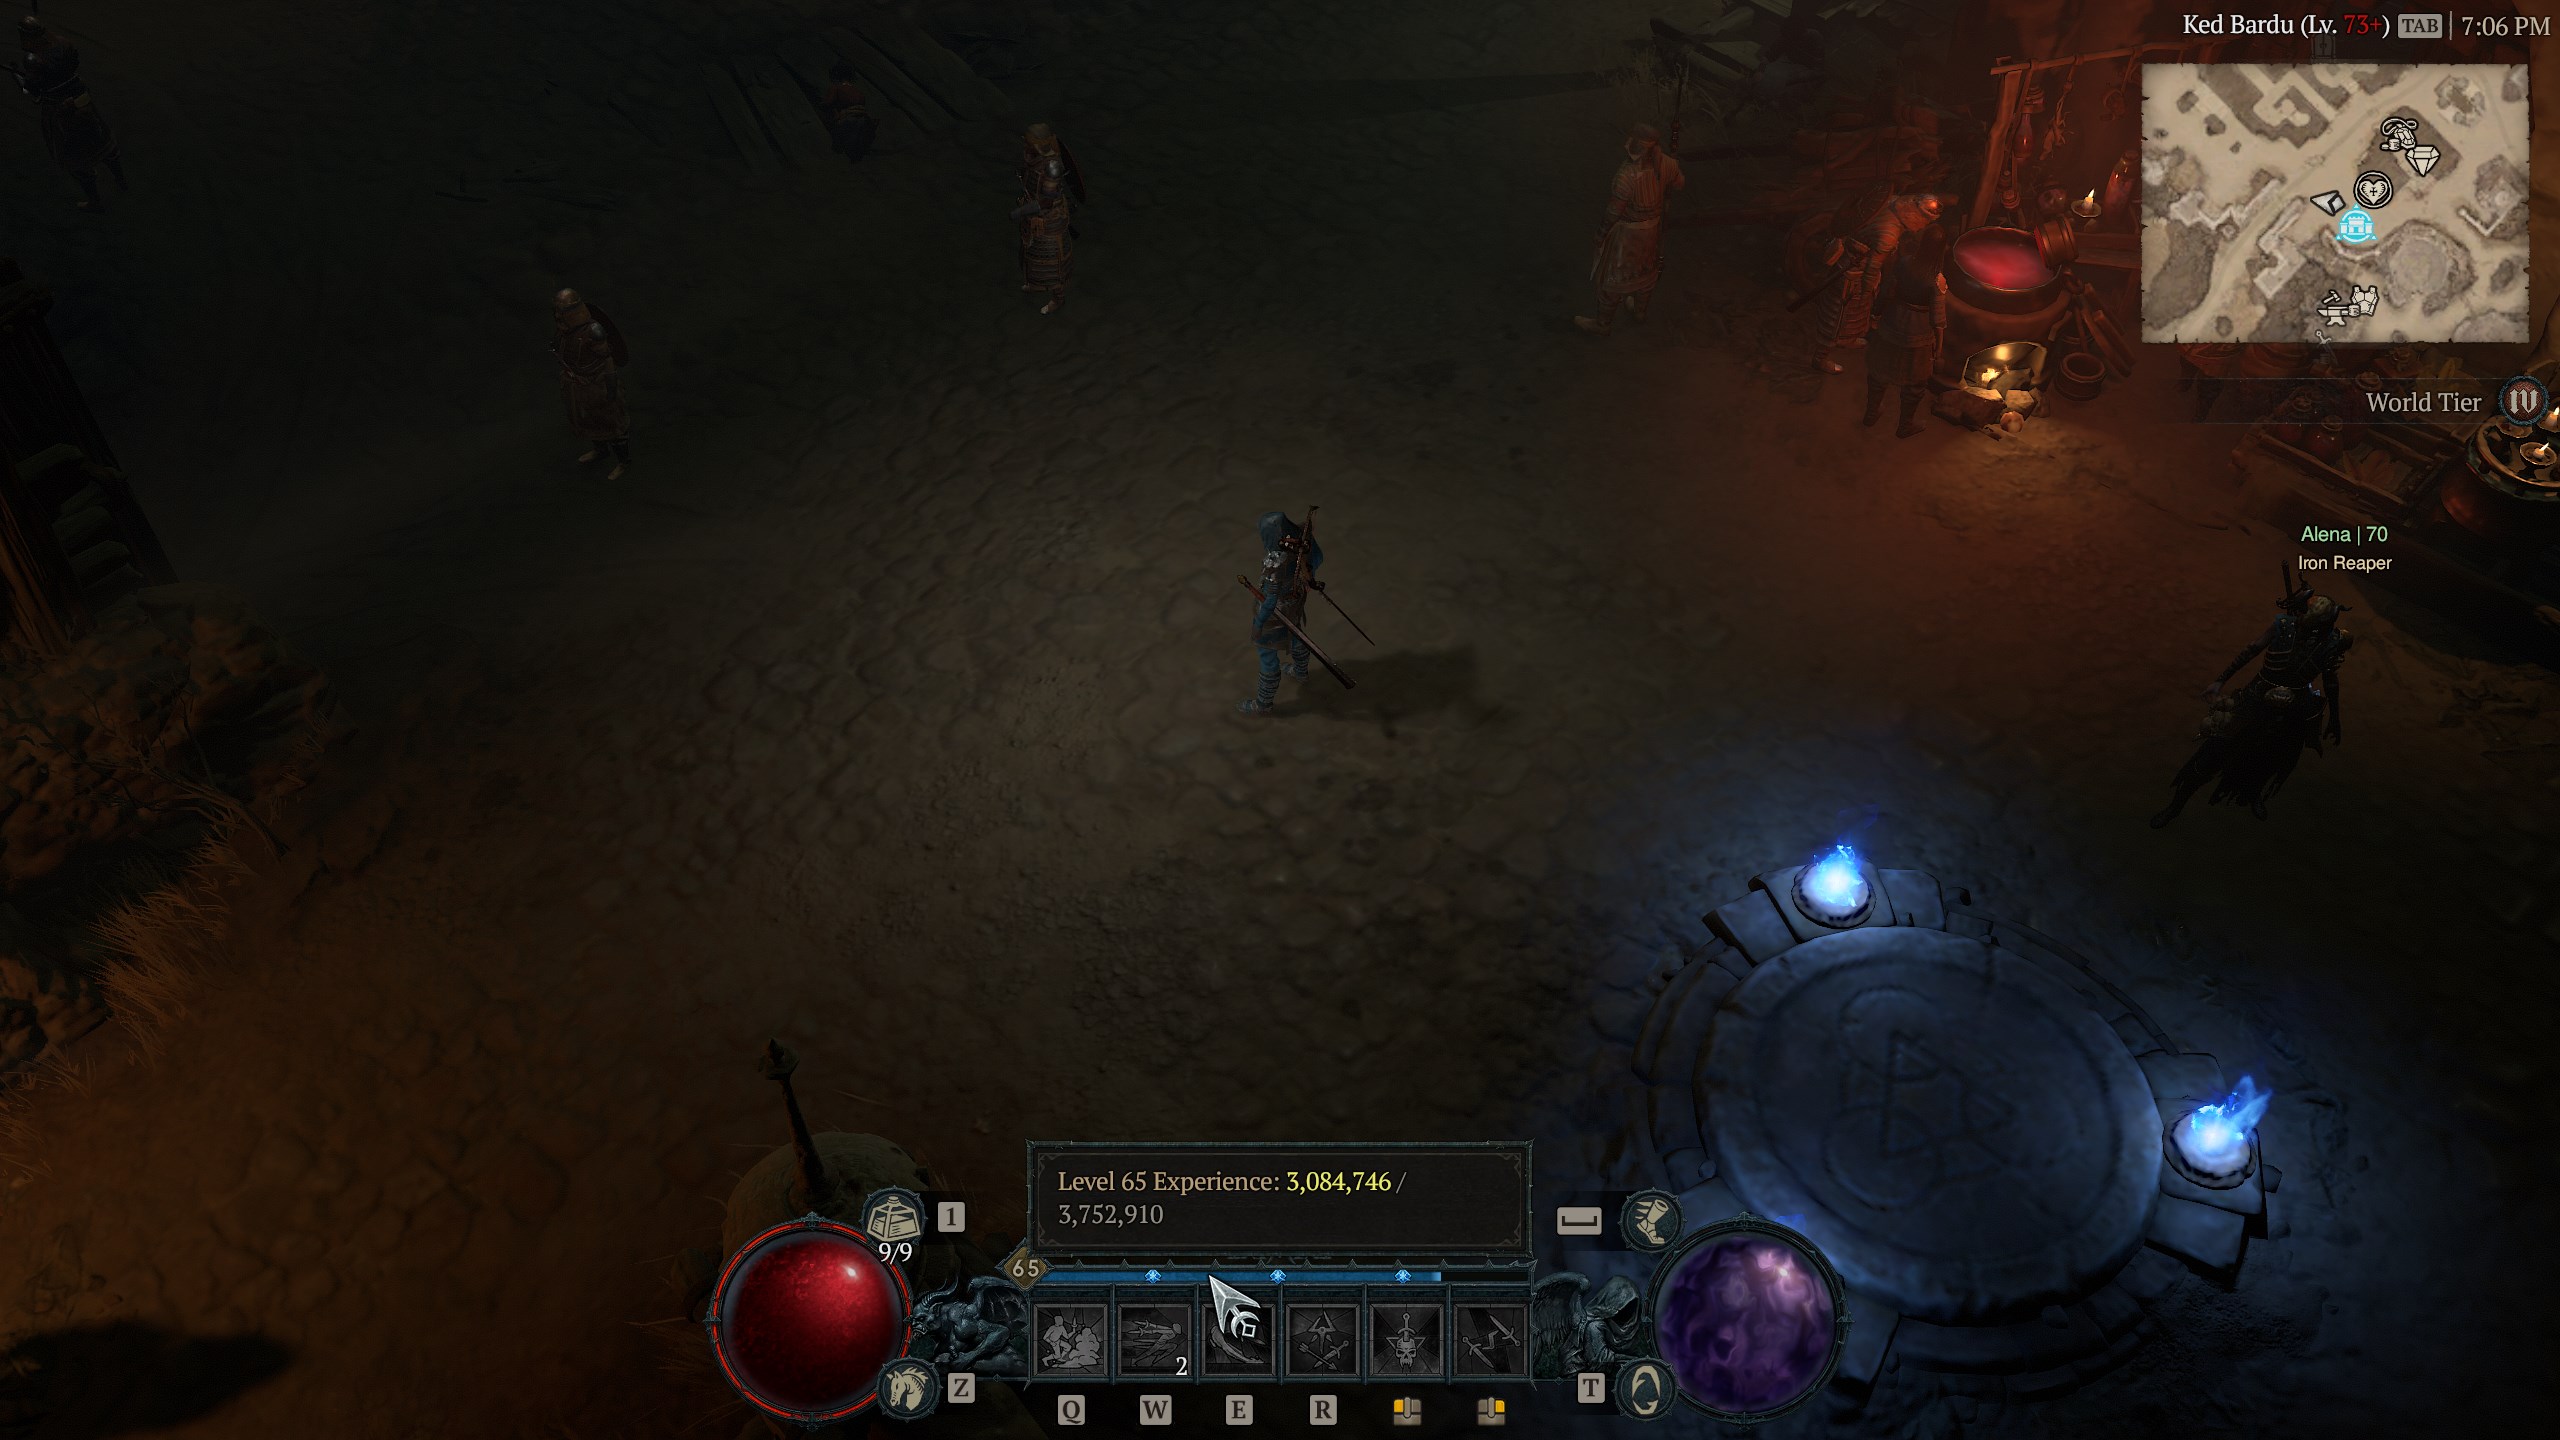 Ked Bardu (Lv. 73+) TAB | 7:06 PM
World Tier IV
Alena | 70
Iron Reaper
Level 65 Experience: 3,084,746 /
3,752,910
1
9/9
65
2
Z
T
Q W E R